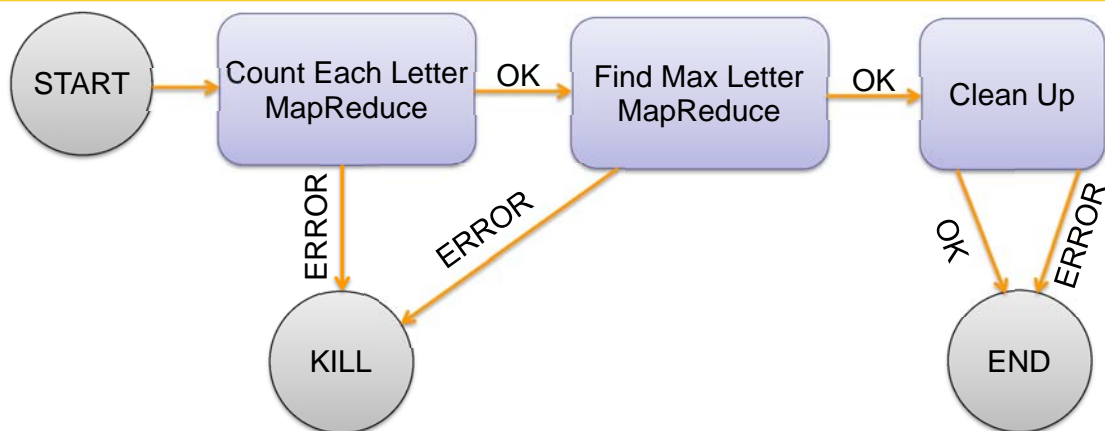 START
Count Each Letter
MapReduce
OK
Find Max Letter
MapReduce
OK
Clean Up
ERROR
ERROR
OK
ERROR
KILL
END